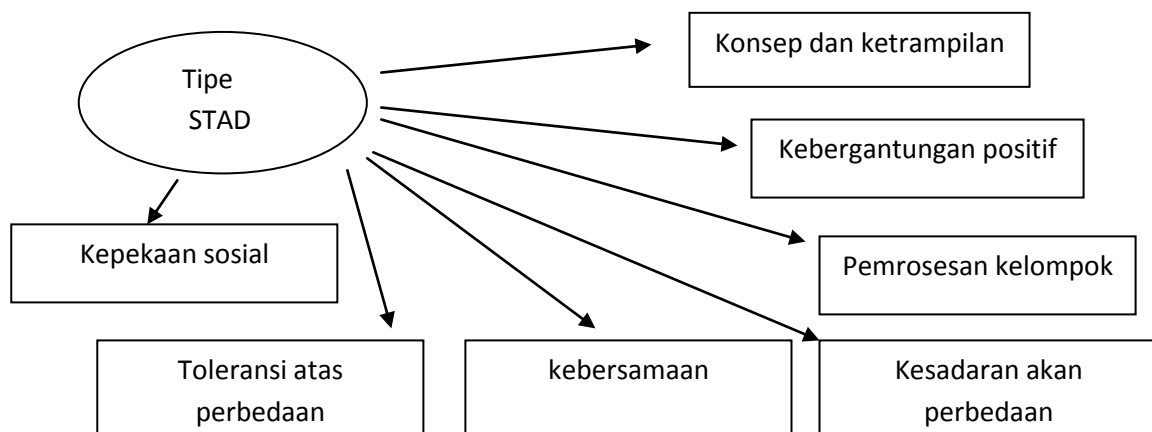 Tipe
STAD
Konsep dan ketrampilan
Kebergantungan positif
Kepekaan sosial
Pemrosesan kelompok
Toleransi atas
perbedaan
kebersamaan
Kesadaran akan
perbedaan